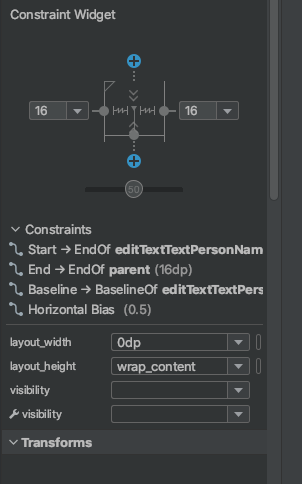 Constraint Widget
16
16
50
Constraints
Start → EndOf editTextTextPersonNam
End → EndOf parent (16dp)
Baseline → BaselineOf editTextTextPers
Horizontal Bias (0.5)
layout_width 0dp
layout_height wrap_content
visibility
visibility
Transforms